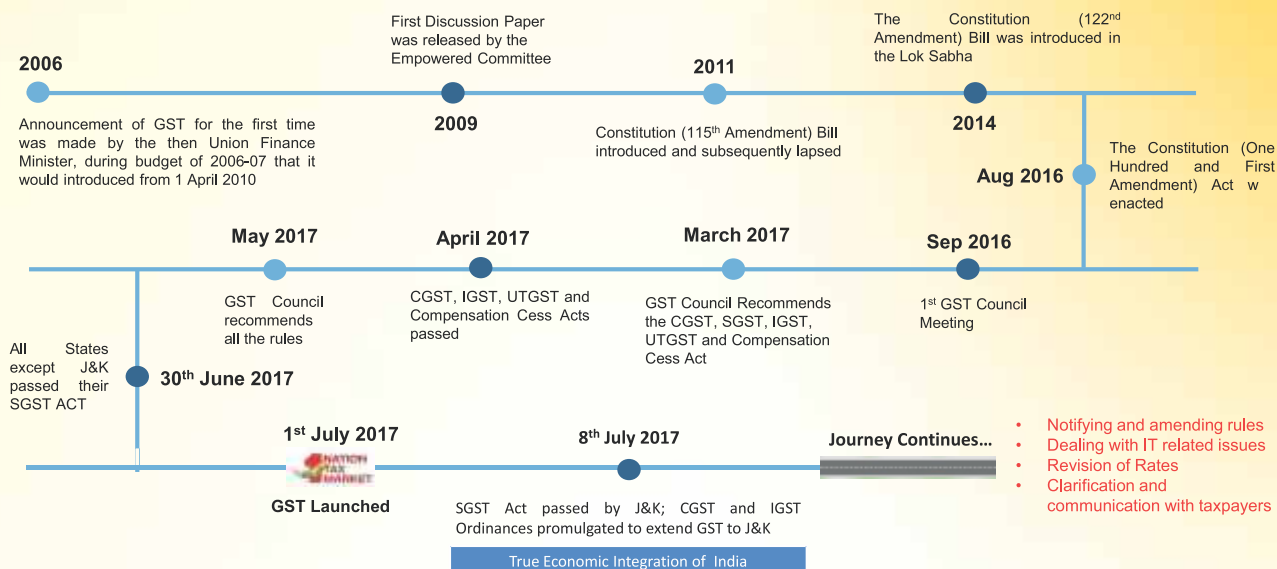 2006
Announcement of GST for the first time
was made by the then Union Finance
Minister, during budget of 2006-07 that it
would introduced from 1 April 2010
First Discussion Paper
was released by the
Empowered Committee
2009
2011
Constitution (115th Amendment) Bill
introduced and subsequently lapsed
The Constitution (122nd
Amendment) Bill was introduced in
the Lok Sabha
2014
Aug 2016
The Constitution (One
Hundred and First
Amendment) Act w
enacted
Sep 2016
1st GST Council
Meeting
March 2017
GST Council Recommends
the CGST, SGST, IGST,
UTGST and Compensation
Cess Act
April 2017
CGST, IGST, UTGST and
Compensation Cess Acts
passed
May 2017
GST Council
recommends
all the rules
All States
except J&K
passed their
SGST ACT
30th June 2017
1st July 2017
NATION
TAX
MARKET
GST Launched
8th July 2017
SGST Act passed by J&K; CGST and IGST
Ordinances promulgated to extend GST to J&K
True Economic Integration of India
Journey Continues...
• Notifying and amending rules
• Dealing with IT related issues
• Revision of Rates
• Clarification and
communication with taxpayers